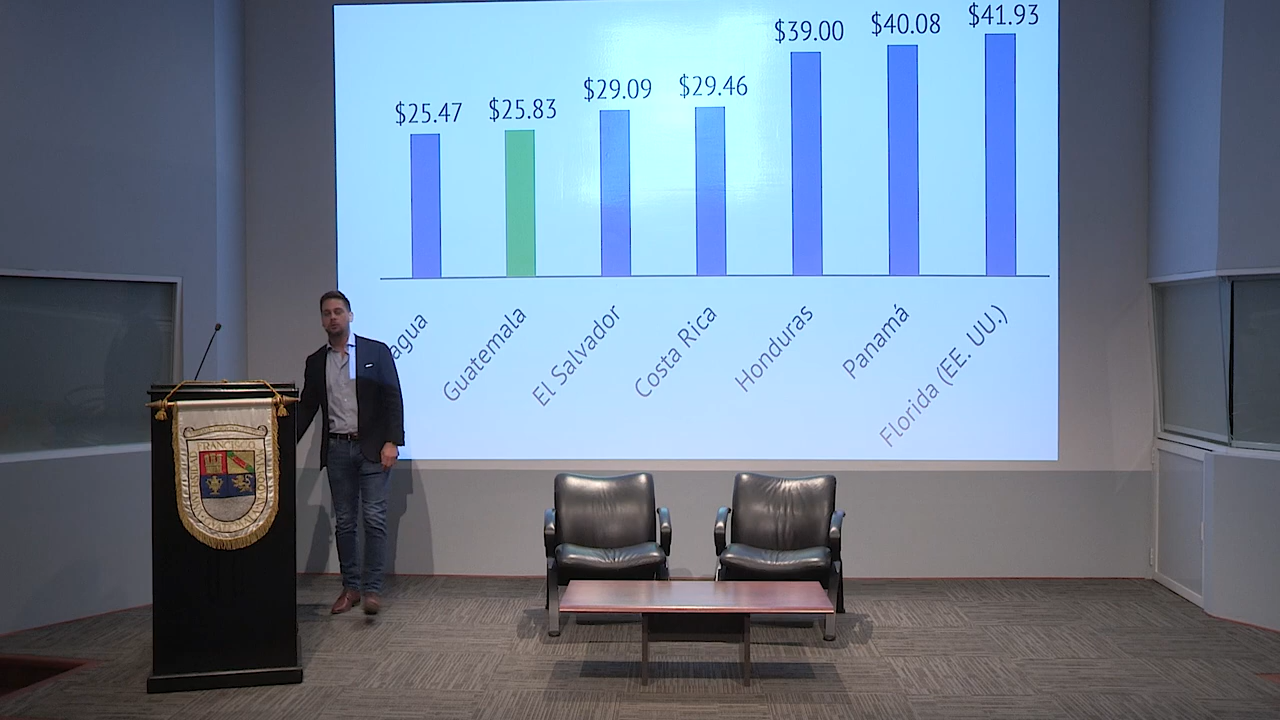 $25.47
$25.83
$29.09
$29.46
$39.00
$40.08
$41.93
agua
Guatemala
El Salvador
Costa Rica
Honduras
Panamá
Florida (EE. UU.)
FRANCISCO